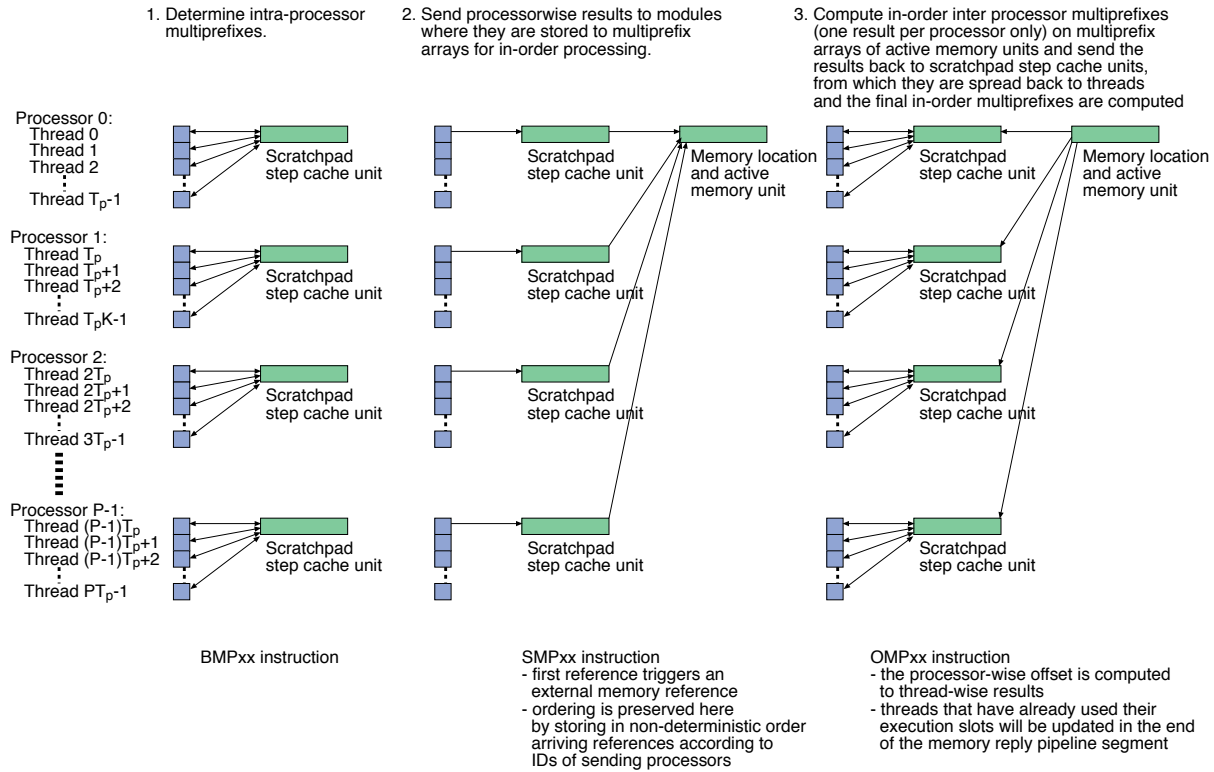 1. Determine intra-processor
multiprefixes.
2. Send processorwise results to modules
where they are stored to multiprefix
arrays for in-order processing.
3. Compute in-order inter processor multiprefixes
(one result per processor only) on multiprefix
arrays of active memory units and send the
results back to scratchpad step cache units,
from which they are spread back to threads
and the final in-order multiprefixes are computed
Processor 0:
Thread 0
Thread 1
Thread 2
Thread Tp-1
Scratchpad
step cache unit
Scratchpad
step cache unit
Memory location
and active
memory unit
Scratchpad
step cache unit
Memory location
and active
memory unit
Processor 1:
Thread Tp
Thread Tp+1
Thread Tp+2
Thread TpK-1
Scratchpad
step cache unit
Scratchpad
step cache unit
Scratchpad
step cache unit
Processor 2:
Thread 2Tp
Thread 2Tp+1
Thread 2Tp+2
Thread 3Tp-1
Scratchpad
step cache unit
Scratchpad
step cache unit
Scratchpad
step cache unit
Processor P-1:
Thread (P-1)Tp
Thread (P-1)Tp+1
Thread (P-1)Tp+2
Thread PTp-1
Scratchpad
step cache unit
Scratchpad
step cache unit
Scratchpad
step cache unit
BMPxx instruction
SMPxx instruction
- first reference triggers an
external memory reference
- ordering is preserved here
by storing in non-deterministic order
arriving references according to
IDs of sending processors
OMPxx instruction
- the processor-wise offset is computed
to thread-wise results
- threads that have already used their
execution slots will be updated in the end
of the memory reply pipeline segment